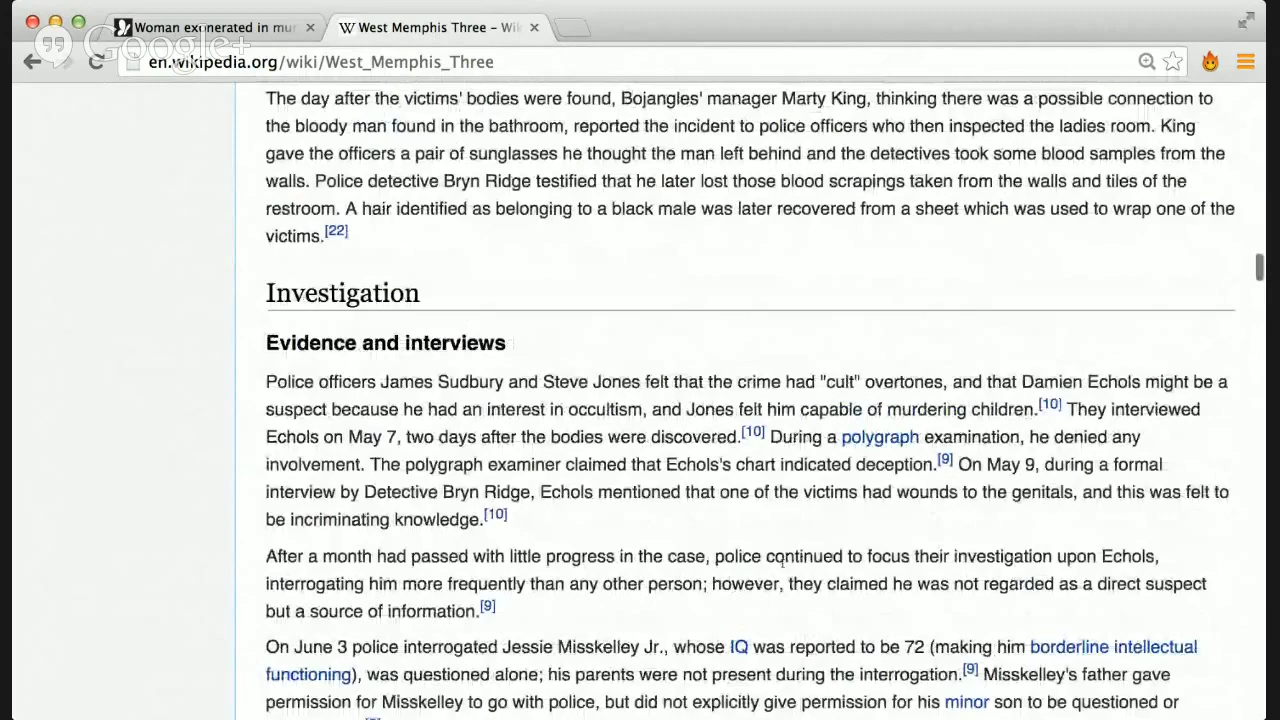 Woman exonerated in mur
West Memphis Three – Wi
Google+
en.wikipedia.org/wiki/West_Memphis_Three
The day after the victims' bodies were found, Bojangles' manager Marty King, thinking there was a possible connection to
the bloody man found in the bathroom, reported the incident to police officers who then inspected the ladies room. King
gave the officers a pair of sunglasses he thought the man left behind and the detectives took some blood samples from the
walls. Police detective Bryn Ridge testified that he later lost those blood scrapings taken from the walls and tiles of the
restroom. A hair identified as belonging to a black male was later recovered from a sheet which was used to wrap one of the
victims.[22]
Investigation
Evidence and interviews
Police officers James Sudbury and Steve Jones felt that the crime had "cult" overtones, and that Damien Echols might be a
suspect because he had an interest in occultism, and Jones felt him capable of murdering children.[10] They interviewed
Echols on May 7, two days after the bodies were discovered.[10] During a polygraph examination, he denied any
involvement. The polygraph examiner claimed that Echols's chart indicated deception.[9] On May 9, during a formal
interview by Detective Bryn Ridge, Echols mentioned that one of the victims had wounds to the genitals, and this was felt to
be incriminating knowledge.[10]
After a month had passed with little progress in the case, police continued to focus their investigation upon Echols,
interrogating him more frequently than any other person; however, they claimed he was not regarded as a direct suspect
but a source of information.[9]
On June 3 police interrogated Jessie Misskelley Jr., whose IQ was reported to be 72 (making him borderline intellectual
functioning), was questioned alone; his parents were not present during the interrogation.[9] Misskelley's father gave
permission for Misskelley to go with police, but did not explicitly give permission for his minor son to be questioned or